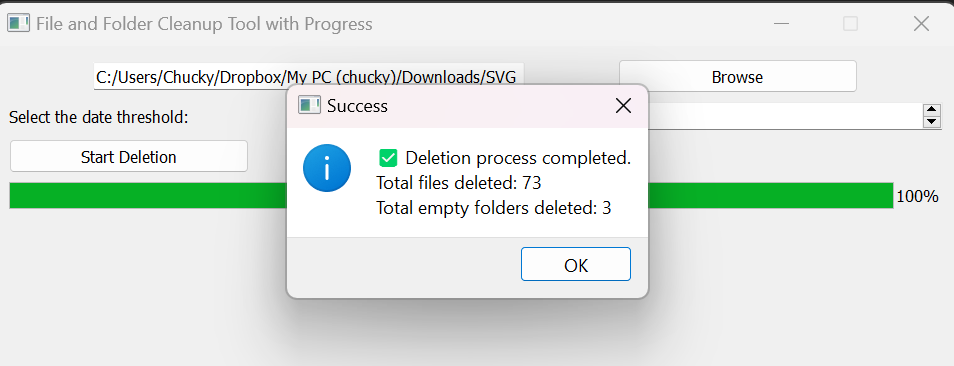 File and Folder Cleanup Tool with Progress
C:/Users/Chucky/Dropbox/My PC (chucky)/Downloads/SVG
Browse
Select the date threshold:
Start Deletion
100%
Success
✅ Deletion process completed.
Total files deleted: 73
Total empty folders deleted: 3
OK